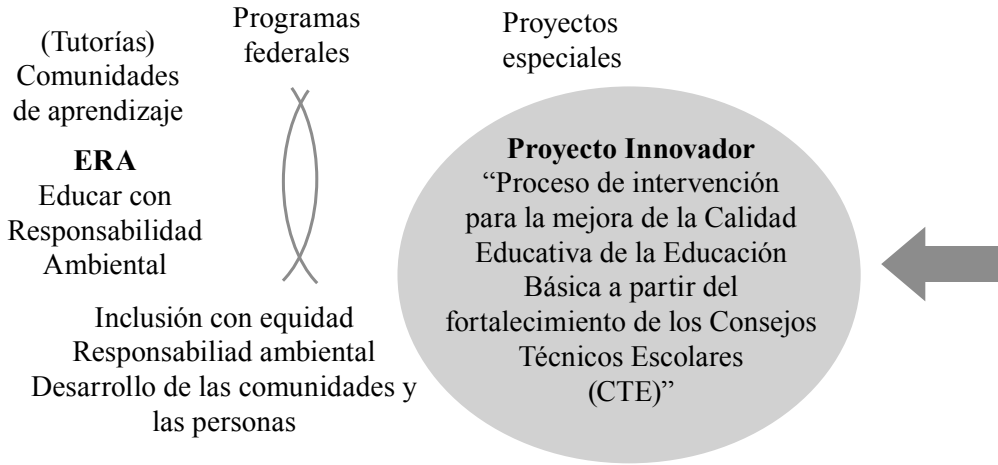 (Tutorías)
Comunidades
de aprendizaje
ERA
Educar con
Responsabilidad
Ambiental
Programas
federales
Inclusión con equidad
Responsabiliad ambiental
Desarrollo de las comunidades y
las personas
Proyectos
especiales
Proyecto Innovador
“Proceso de intervención
para la mejora de la Calidad
Educativa de la Educación
Básica a partir del
fortalecimiento de los Consejos
Técnicos Escolares
(CTE)”